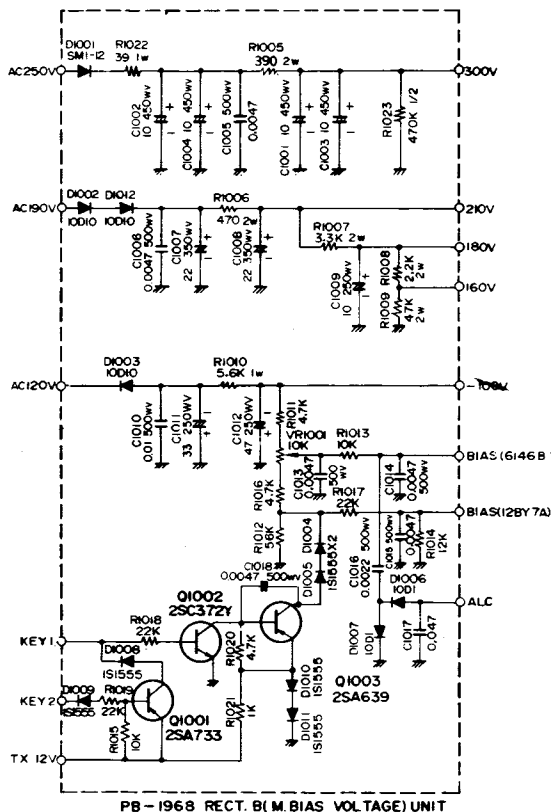 D1001
SM1-12
R1022
39 1W
R1005
390 2W
AC250V
300V
C1002
10 450WV
C1004 10 450WV
C1005 500WV
0.0047
C1001 10 450WV
C1003 10 450WV
R1023
470K 1/2
D1002
10D10
D1012
10D10
R1006
470 2W
AC190V
210V
C1006
0.0047 500WV
C1007
22 350WV
C1008
22 350WV
R1007
3.3K 2W
180V
C1009
10 250WV
R1008
2.2K
2W
160V
R1009
47K
2W
D1003
10D10
R1010
5.6K 1W
AC120V
-100V
C1010
0.01 500WV
C1011
33 250WV
C1012
47 250WV
R1011
4.7K
VR1001
10K
R1013
10K
BIAS(6146B
C1013
0.0047
500
WV
C1014
0.0047
500WV
R1016
4.7K
R1017
22K
BIAS(12BY7A)
R1012
56K
D1004
D1005
1S1555X2
C1016
0.0022 500WV
C1015 500WV
0.0047
R1014
12K
C1018
0.0047 500WV
D1006
10D1
ALC
Q1002
2SC372Y
D1007
10D1
C1017
0.047
KEY1
R1018
22K
R1020
4.7K
D1008
1S1555
Q1003
2SA639
D1010
1S1555
KEY2
D1009
1S1555
R1019
22K
Q1001
2SA733
R1021
1K
D1011
1S1555
R1015
10K
TX 12V
PB-1968 RECT. B(M.BIAS VOLTAGE) UNIT